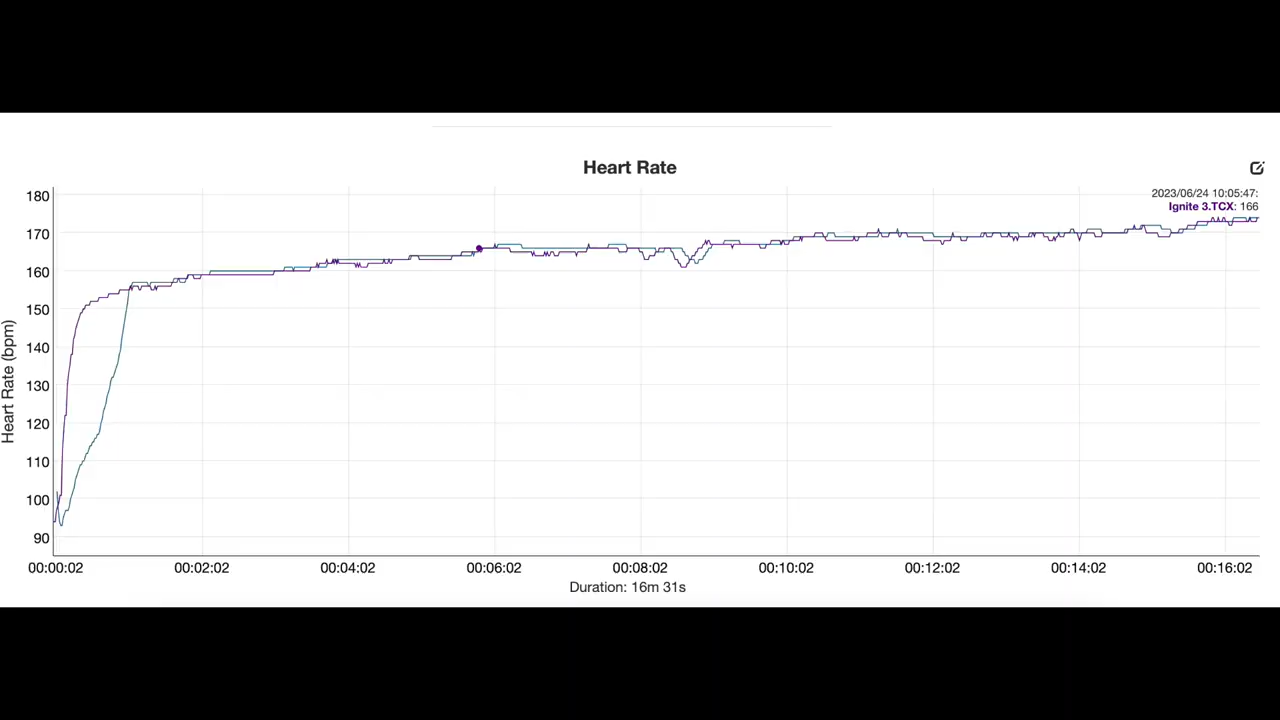 Heart Rate
2023/06/24 10:05:47:
Ignite 3.TCX: 166
Heart Rate (bpm)
180
170
160
150
140
130
120
110
100
90
00:00:02 00:02:02 00:04:02 00:06:02 00:08:02 00:10:02 00:12:02 00:14:02 00:16:02
Duration: 16m 31s